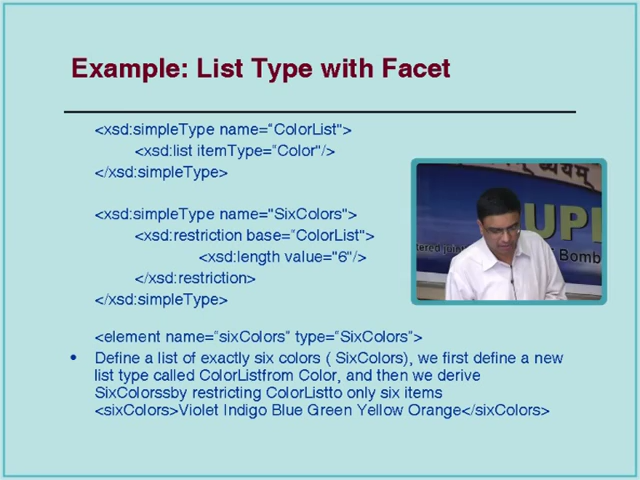 Example: List Type with Facet
<xsd:simpleType name="ColorList">
<xsd:list itemType="Color"/>
</xsd:simpleType>
<xsd:simpleType name="SixColors">
<xsd:restriction base="ColorList">
<xsd:length value="6"/>
</xsd:restriction>
</xsd:simpleType>
<element name="sixColors" type="SixColors">
• Define a list of exactly six colors ( SixColors), we first define a new
list type called ColorListfrom Color, and then we derive
SixColorssby restricting ColorListto only six items
<sixColors>Violet Indigo Blue Green Yellow Orange</sixColors>
UPI
Bomb